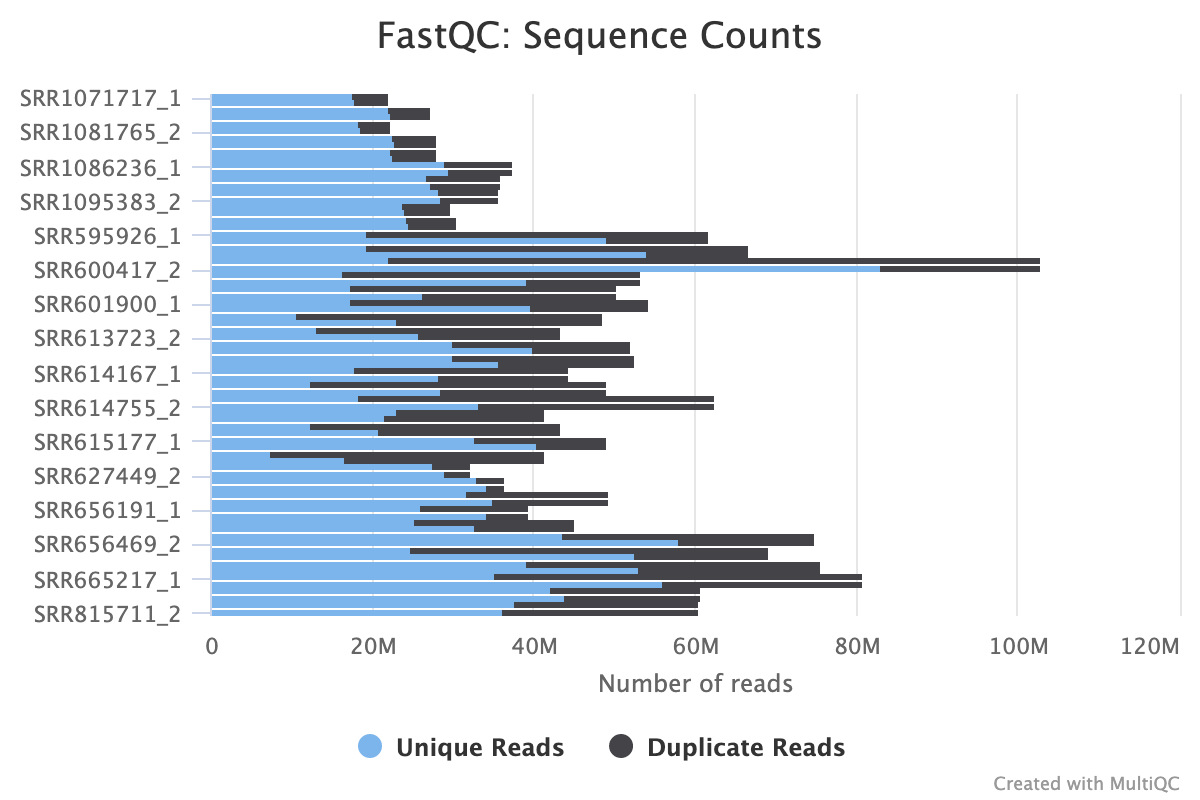 FastQC: Sequence Counts
SRR1071717_1
SRR1081765_2
SRR1086236_1
SRR1095383_2
SRR595926_1
SRR600417_2
SRR601900_1
SRR613723_2
SRR614167_1
SRR614755_2
SRR615177_1
SRR627449_2
SRR656191_1
SRR656469_2
SRR665217_1
SRR815711_2
0 20M 40M 60M 80M 100M 120M
Number of reads
Unique Reads Duplicate Reads
Created with MultiQC